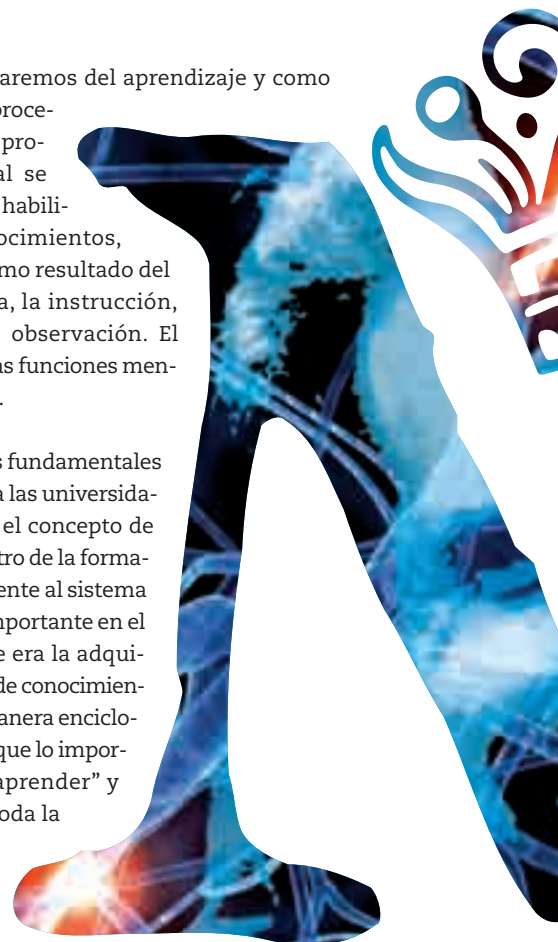 aremos del aprendizaje y como
proce-
pro-
al se
habili-
ocimientos,
mo resultado del
a, la instrucción,
observación. El
as funciones men-
.
s fundamentales
a las universida-
el concepto de
tro de la forma-
ente al sistema
mportante en el
e era la adqui-
de conocimien-
anera enciclo-
que lo impor-
aprender” y
oda la